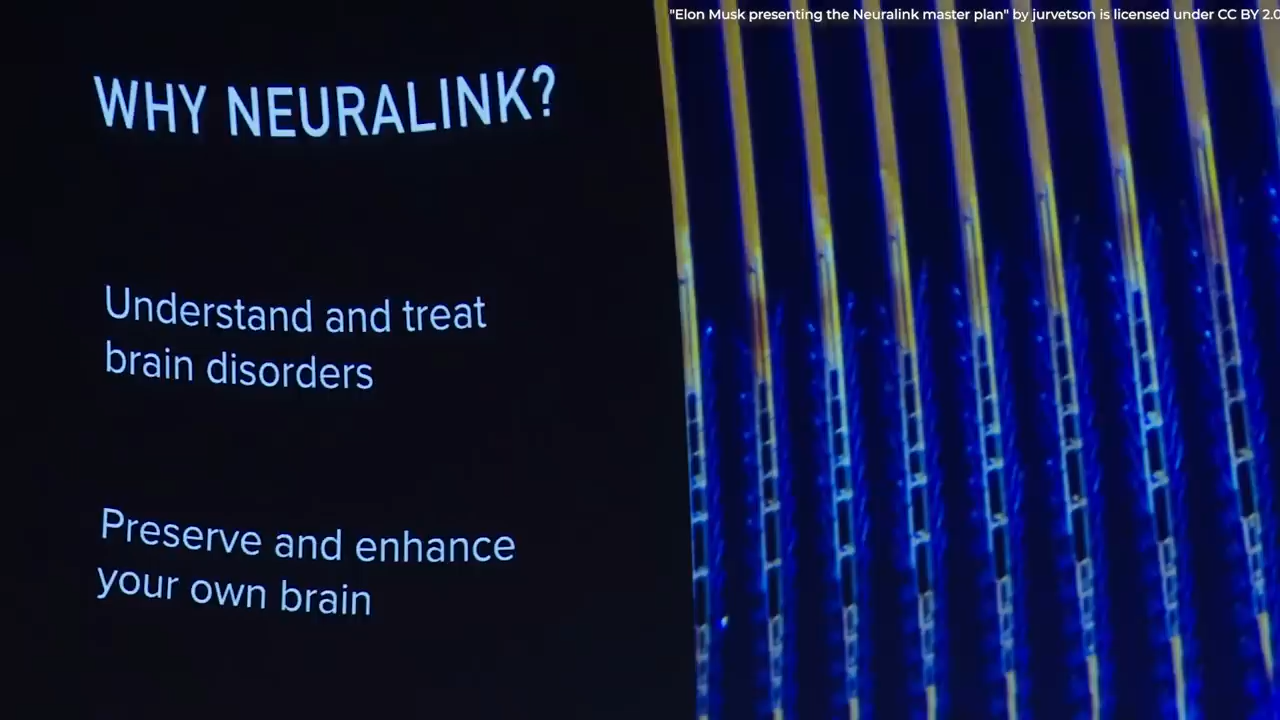 "Elon Musk presenting the Neuralink master plan" by jurvetson is licensed under CC BY 2.0
WHY NEURALINK?
Understand and treat
brain disorders
Preserve and enhance
your own brain